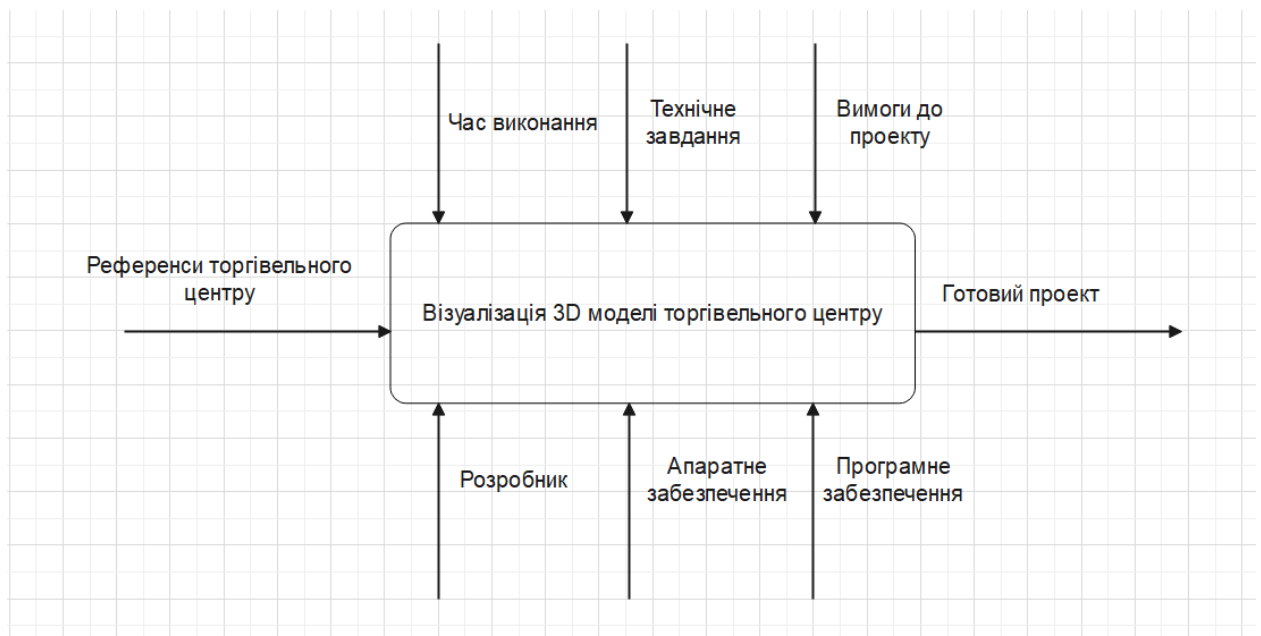 Час виконання
Технічне
завдання
Вимоги до
проекту
Референси торгівельного
центру
Візуалізація 3D моделі торгівельного центру
Готовий проект
Розробник
Апаратне
забезпечення
Програмне
забезпечення